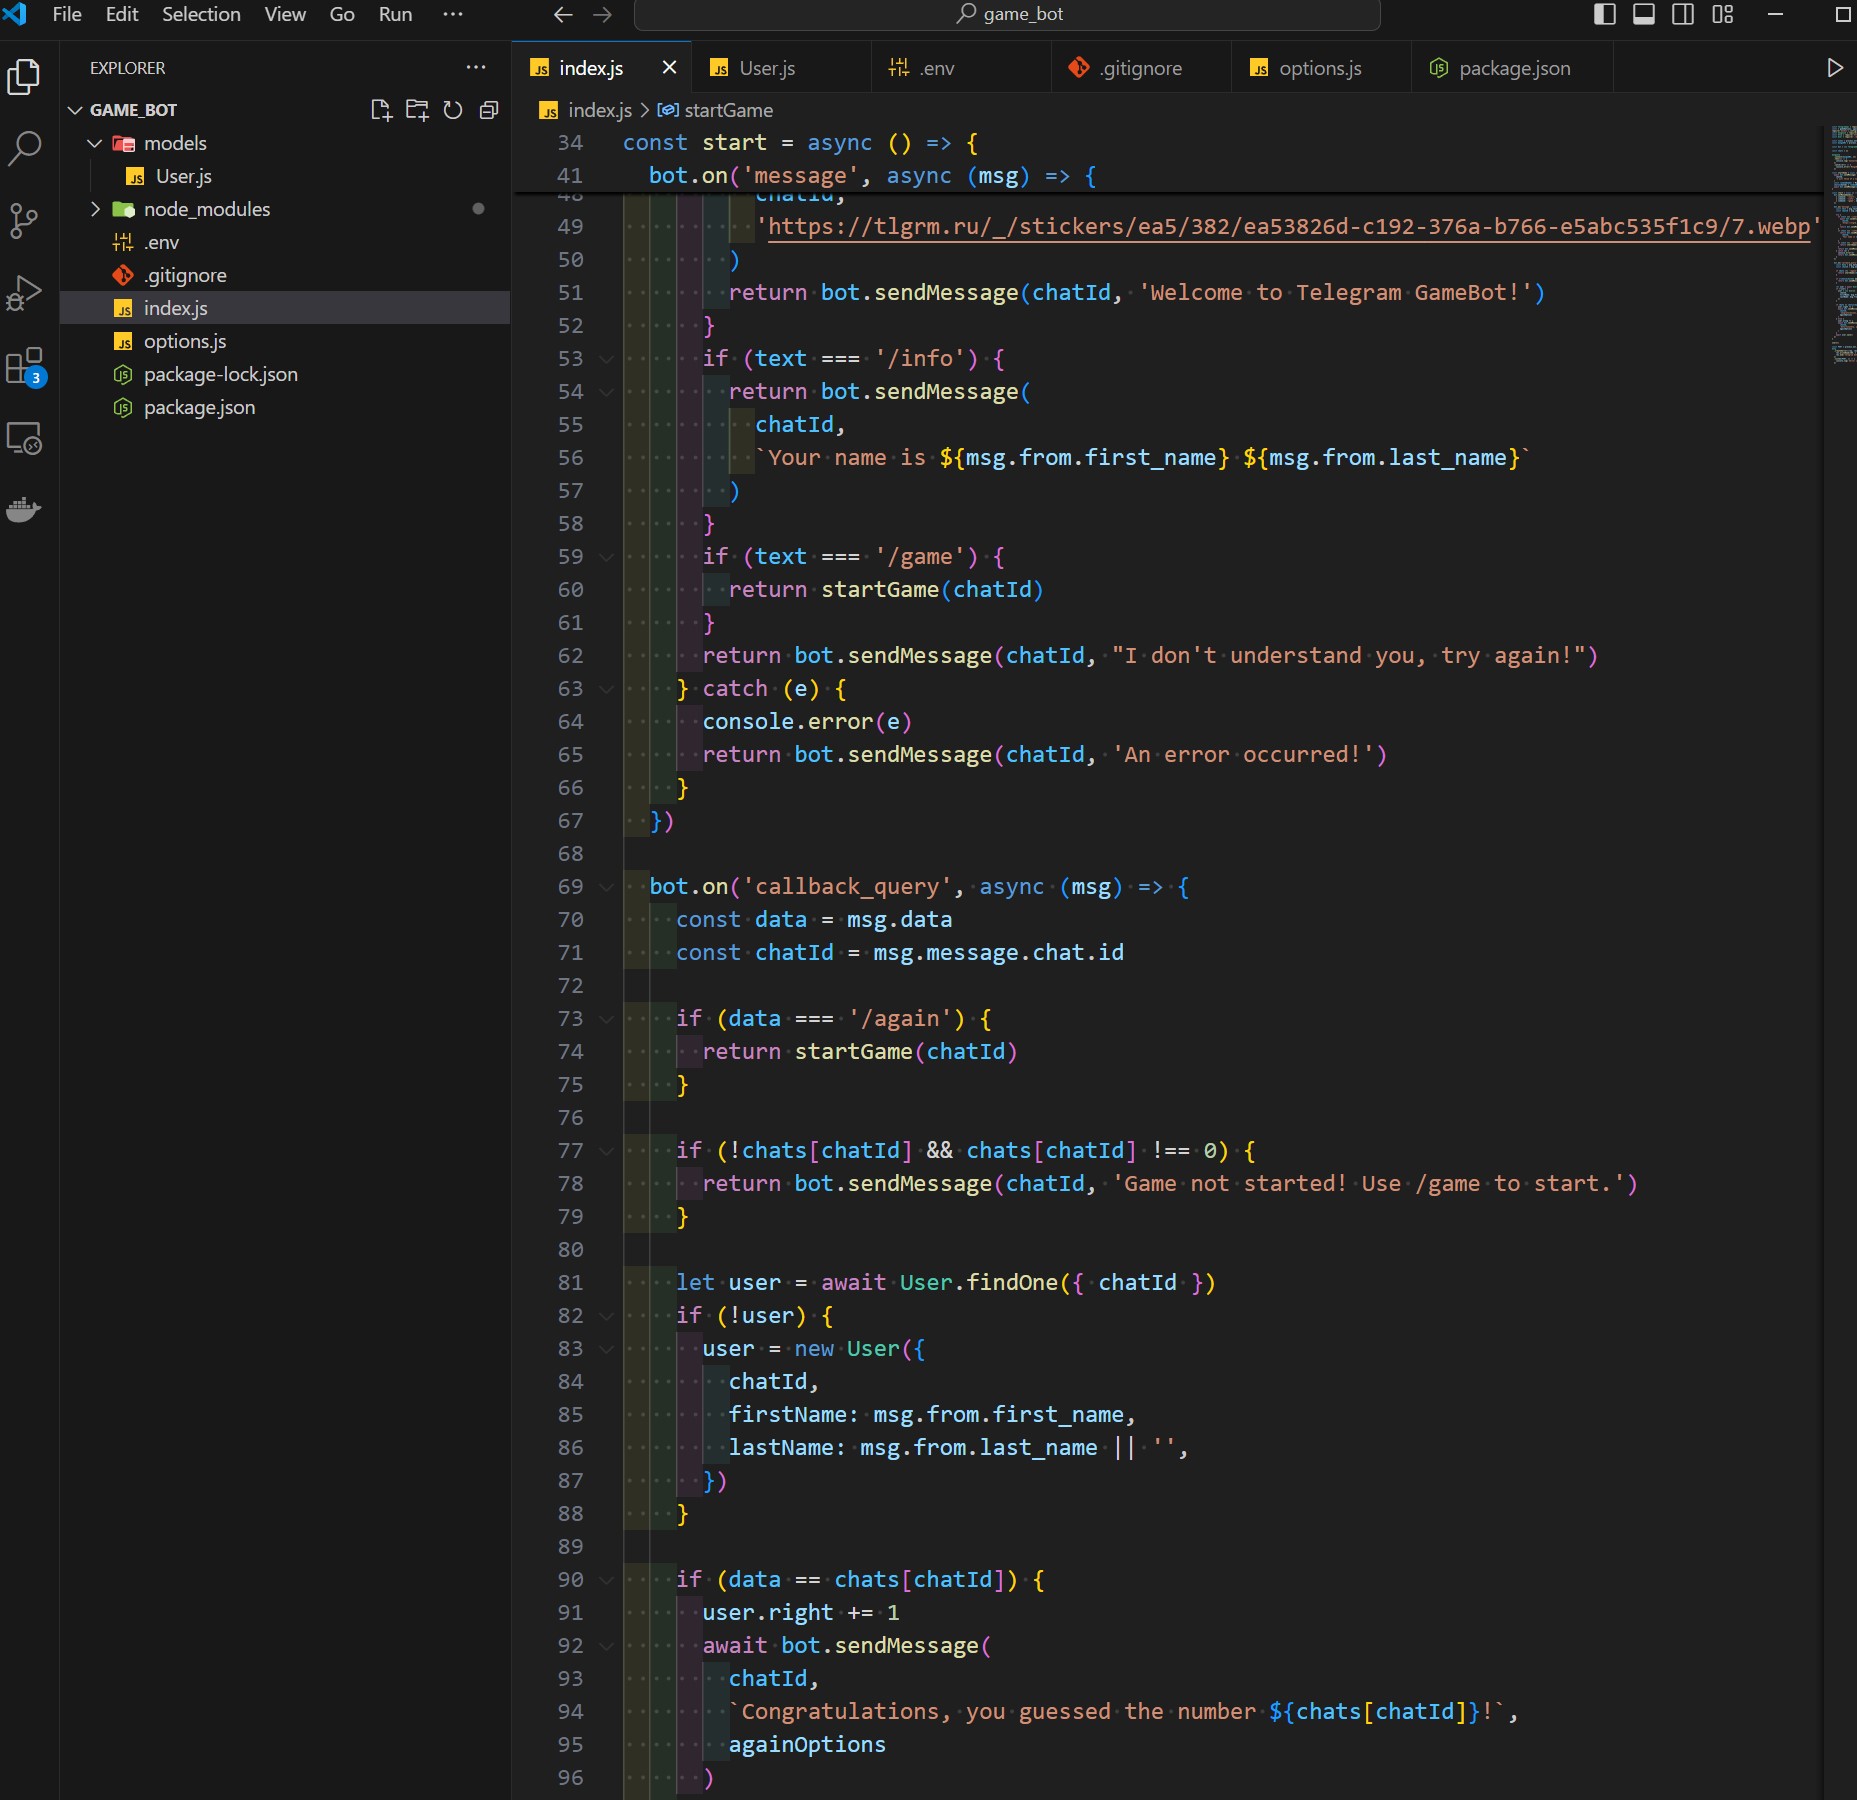 File Edit Selection View Go Run ···
game_bot
EXPLORER ···
index.js User.js .env .gitignore options.js package.json
GAME_BOT
index.js > startGame
models
User.js
node_modules
.env
.gitignore
index.js
options.js
package-lock.json
package.json
3
34 const start = async () => {
41 bot.on('message', async (msg) => {
48 chatId,
49 'https://tlgrm.ru/_/stickers/ea5/382/ea53826d-c192-376a-b766-e5abc535f1c9/7.webp'
50 )
51 return bot.sendMessage(chatId, 'Welcome to Telegram GameBot!')
52 }
53 if (text === '/info') {
54 return bot.sendMessage(
55 chatId,
56 `Your name is ${msg.from.first_name} ${msg.from.last_name}`
57 )
58 }
59 if (text === '/game') {
60 return startGame(chatId)
61 }
62 return bot.sendMessage(chatId, "I don't understand you, try again!")
63 } catch (e) {
64 console.error(e)
65 return bot.sendMessage(chatId, 'An error occurred!')
66 }
67 })
68
69 bot.on('callback_query', async (msg) => {
70 const data = msg.data
71 const chatId = msg.message.chat.id
72
73 if (data === '/again') {
74 return startGame(chatId)
75 }
76
77 if (!chats[chatId] && chats[chatId] !== 0) {
78 return bot.sendMessage(chatId, 'Game not started! Use /game to start.')
79 }
80
81 let user = await User.findOne({ chatId })
82 if (!user) {
83 user = new User({
84 chatId,
85 firstName: msg.from.first_name,
86 lastName: msg.from.last_name || '',
87 })
88 }
89
90 if (data == chats[chatId]) {
91 user.right += 1
92 await bot.sendMessage(
93 chatId,
94 `Congratulations, you guessed the number ${chats[chatId]}!`,
95 againOptions
96 )